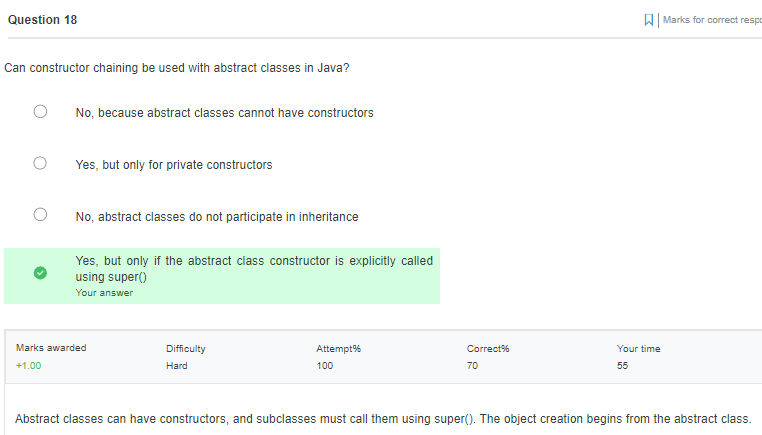 Question 18
Marks for correct
Can constructor chaining be used with abstract classes in Java?
No, because abstract classes cannot have constructors
Yes, but only for private constructors
No, abstract classes do not participate in inheritance
Yes, but only if the abstract class constructor is explicitly called
using super()
Your answer
Marks awarded Difficulty Attempt% Correct% Your time
+1.00 Hard 100 70 55
Abstract classes can have constructors, and subclasses must call them using super(). The object creation begins from the abstract class.